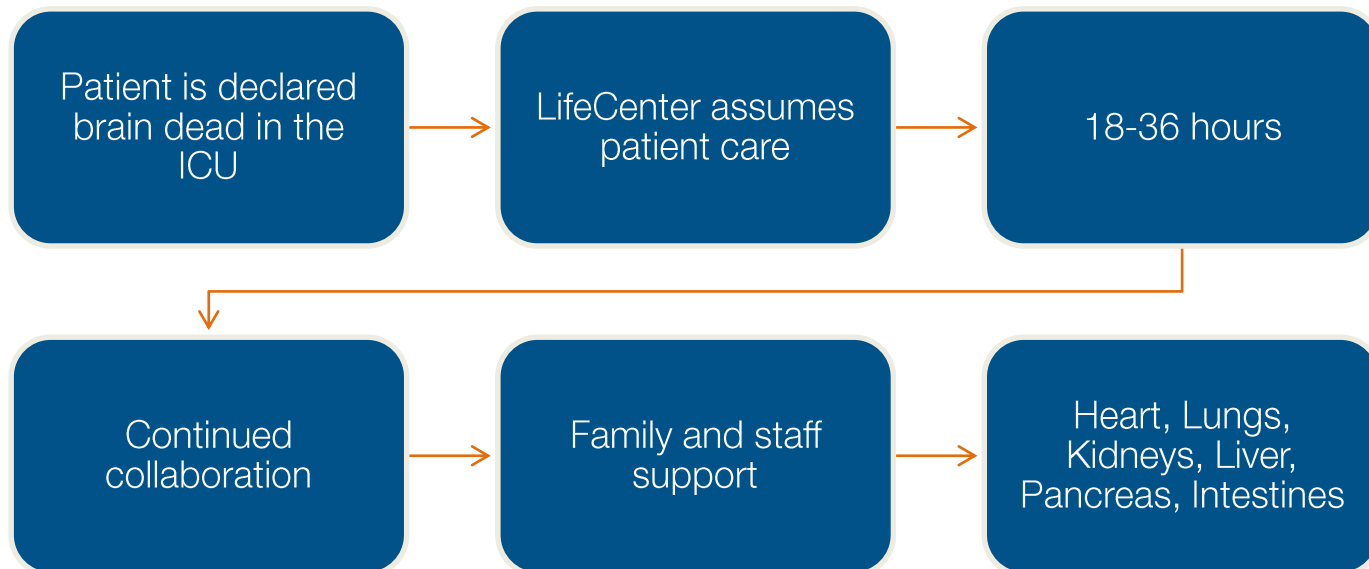 Patient is declared
brain dead in the
ICU
LifeCenter assumes
patient care
18-36 hours
Continued
collaboration
Family and staff
support
Heart, Lungs,
Kidneys, Liver,
Pancreas, Intestines